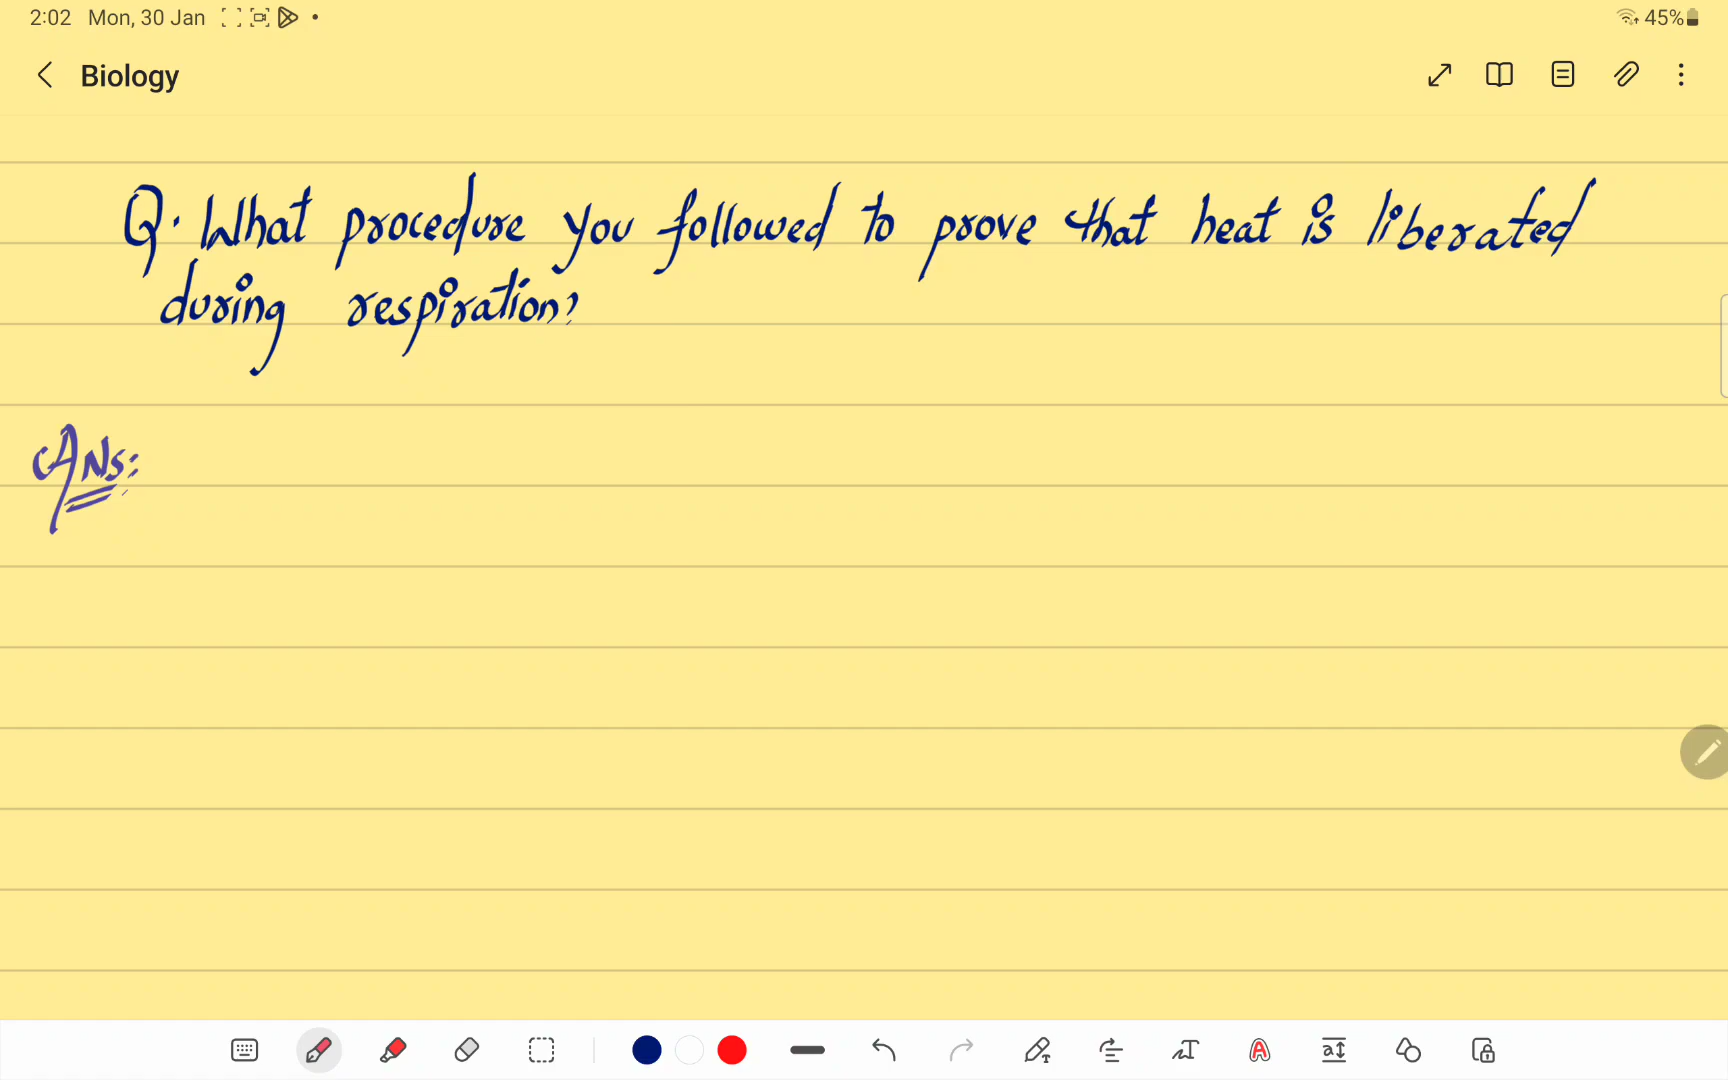 2:02 Mon, 30 Jan 45%
Biology
Q. What procedure you followed to prove that heat is liberated
during respiration?
Ans: